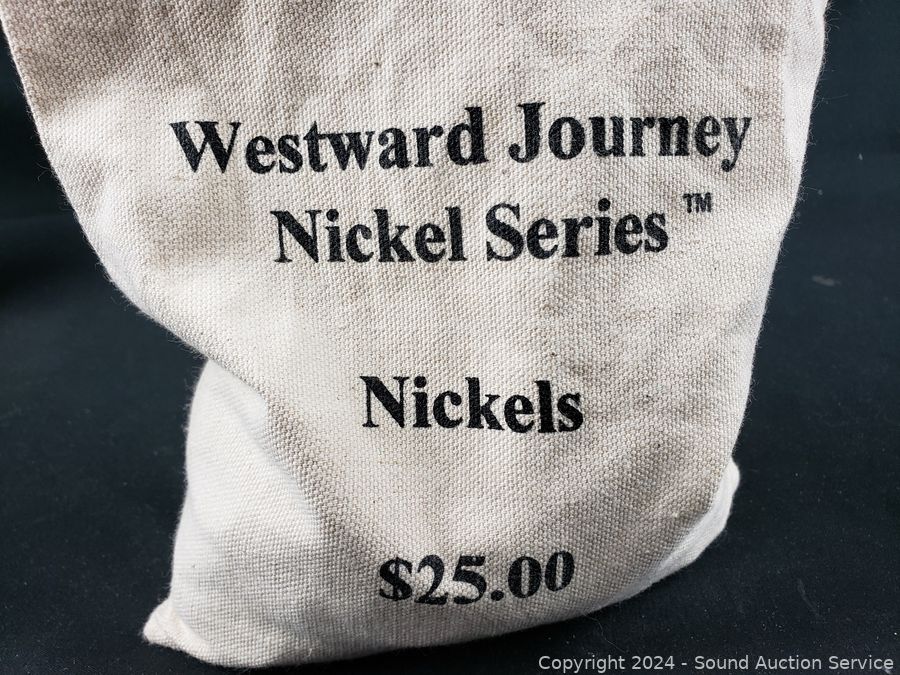 Westward Journey
Nickel Series ™
Nickels
$25.00
Copyright 2024 - Sound Auction Service